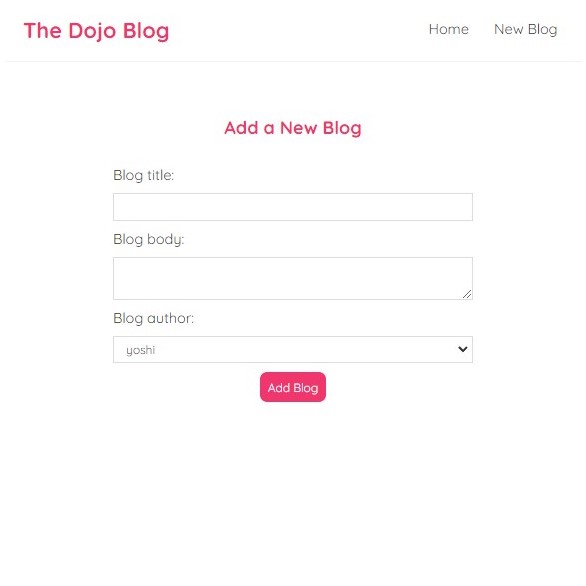 The Dojo Blog
Home New Blog
Add a New Blog
Blog title:
Blog body:
Blog author:
yoshi
Add Blog